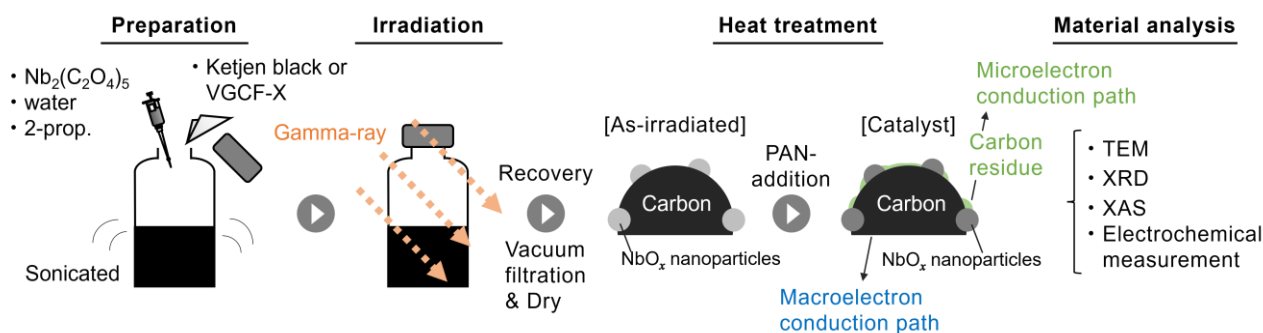 Preparation
・Nb2(C2O4)5
・water
・2-prop.
・Ketjen black or
VGCF-X
Sonicated
Irradiation
Gamma-ray
Recovery
Vacuum
filtration
& Dry
Heat treatment
[As-irradiated]
Carbon
NbOx nanoparticles
PAN-
addition
[Catalyst]
Carbon
NbOx nanoparticles
Macroelectron
conduction path
Microelectron
conduction path
Carbon
residue
Material analysis
・TEM
・XRD
・XAS
・Electrochemical
measurement